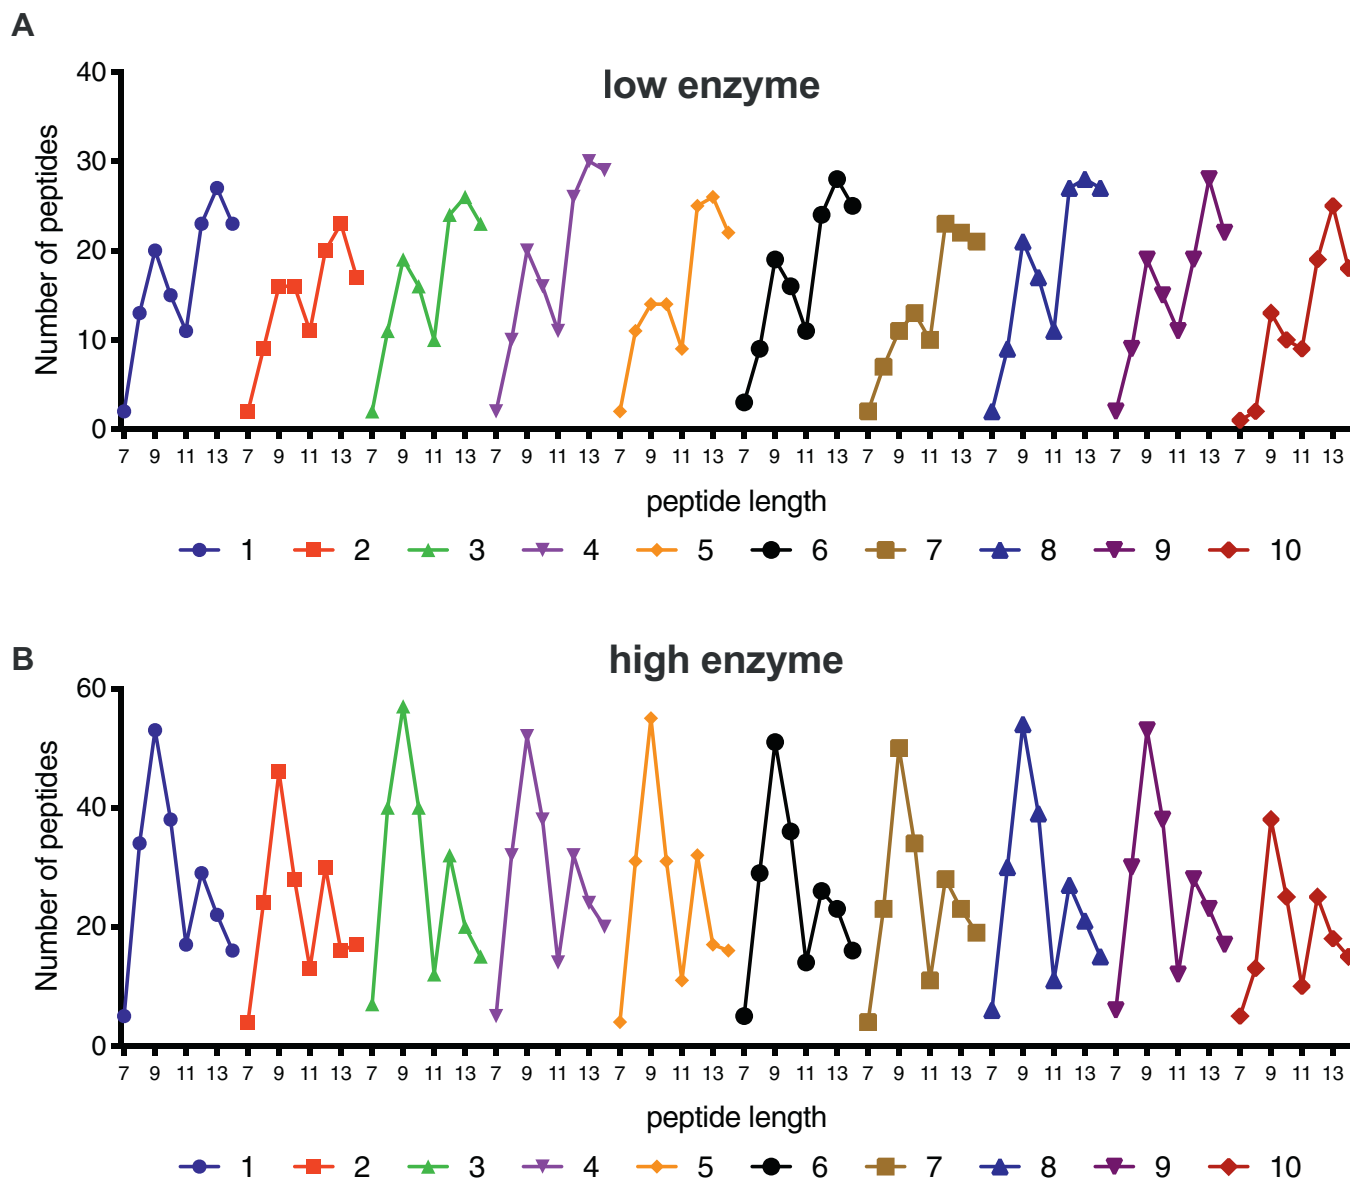 A
low enzyme
Number of peptides
40
30
20
10
0
7 9 11 13 7 9 11 13 7 9 11 13 7 9 11 13 7 9 11 13 7 9 11 13 7 9 11 13 7 9 11 13 7 9 11 13 7 9 11 13
peptide length
1 2 3 4 5 6 7 8 9 10
B
high enzyme
Number of peptides
60
40
20
0
7 9 11 13 7 9 11 13 7 9 11 13 7 9 11 13 7 9 11 13 7 9 11 13 7 9 11 13 7 9 11 13 7 9 11 13 7 9 11 13
peptide length
1 2 3 4 5 6 7 8 9 10